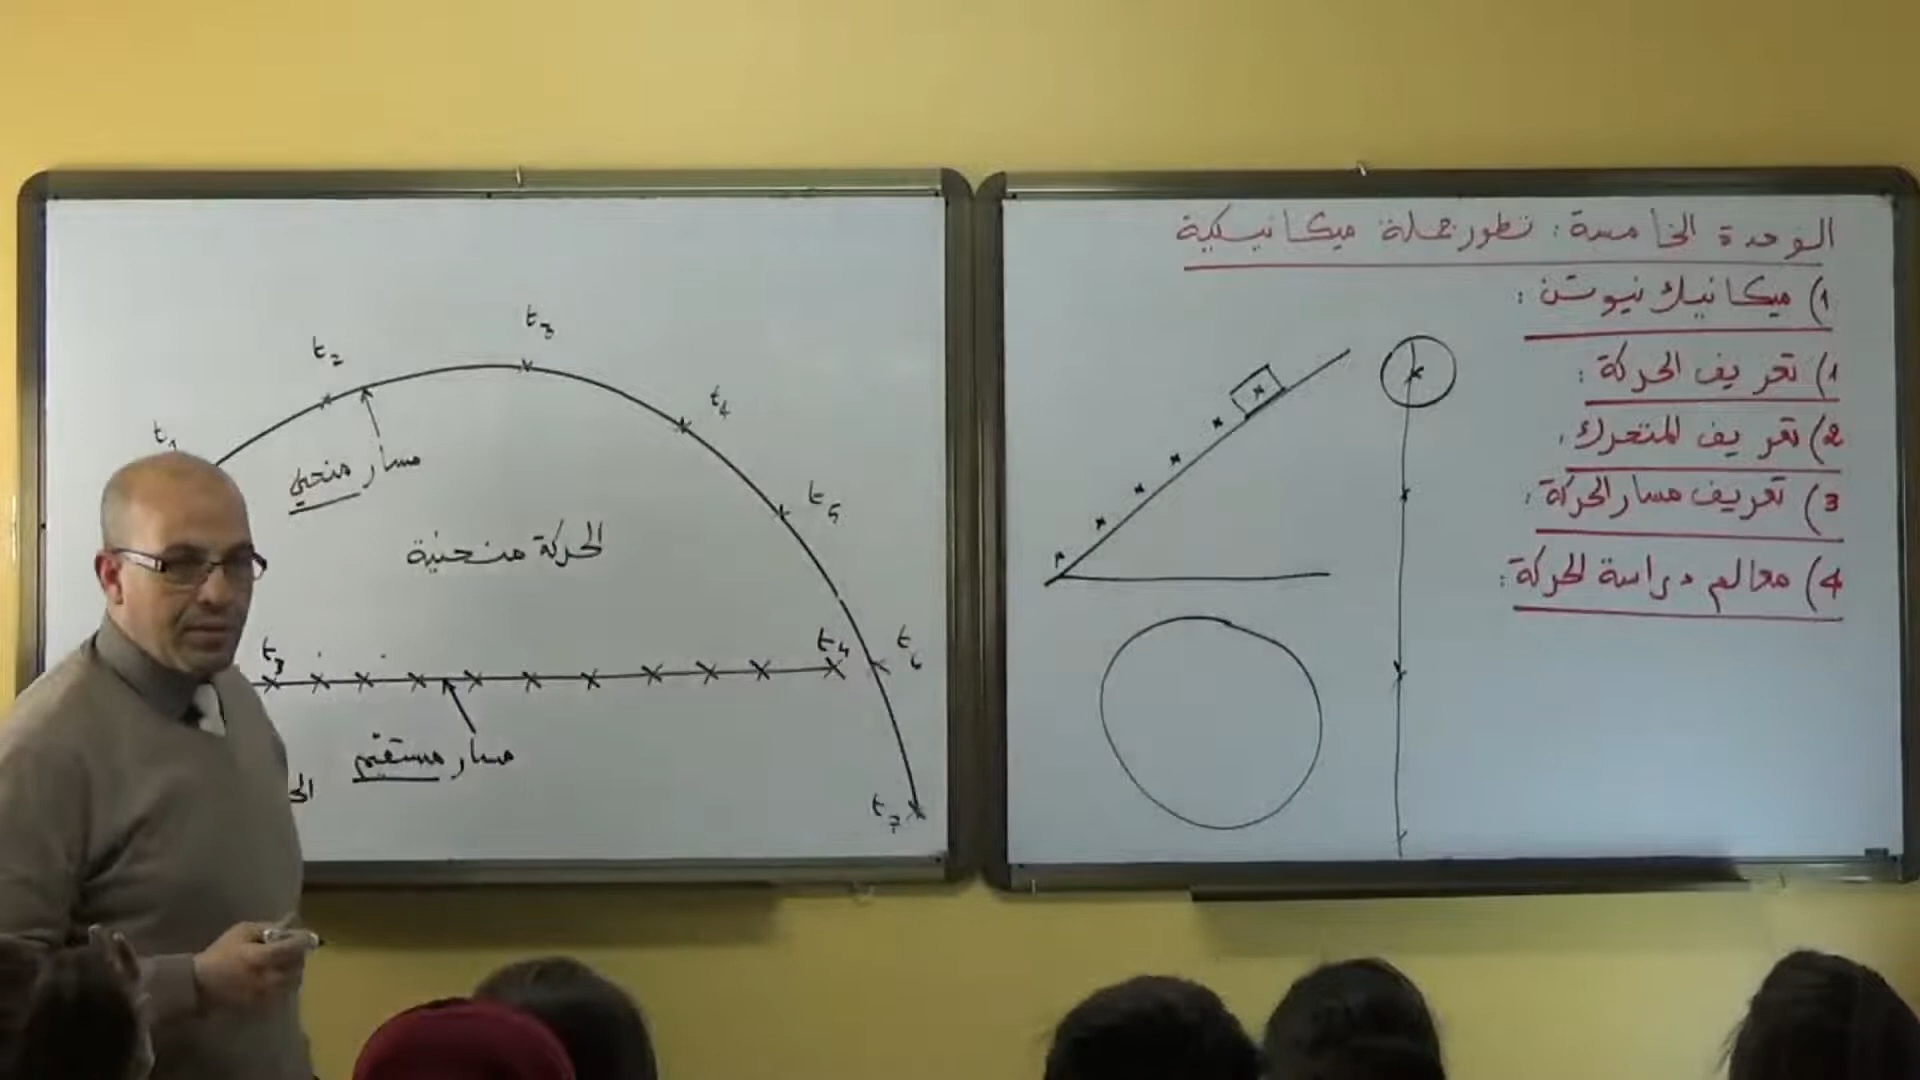 الوحدة الخامسة: تطور جملة ميكانيكية
1) ميكانيك نيوتن:
1) تعريف الحركة:
2) تعريف المتحرك:
3) تعريف مسار الحركة:
4) معالم دراسة الحركة:
t1
t2
t3
t4
t5
t6
t7
مسار منحني
الحركة منحنية
t3
t4
مسار مستقيم
الح